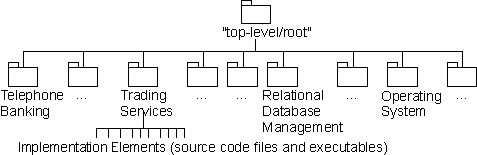 "top-level/root"
Telephone
Banking
...
Trading
Services
...
...
Relational
Database
Management
...
Operating
System
...
Implementation Elements (source code files and executables)